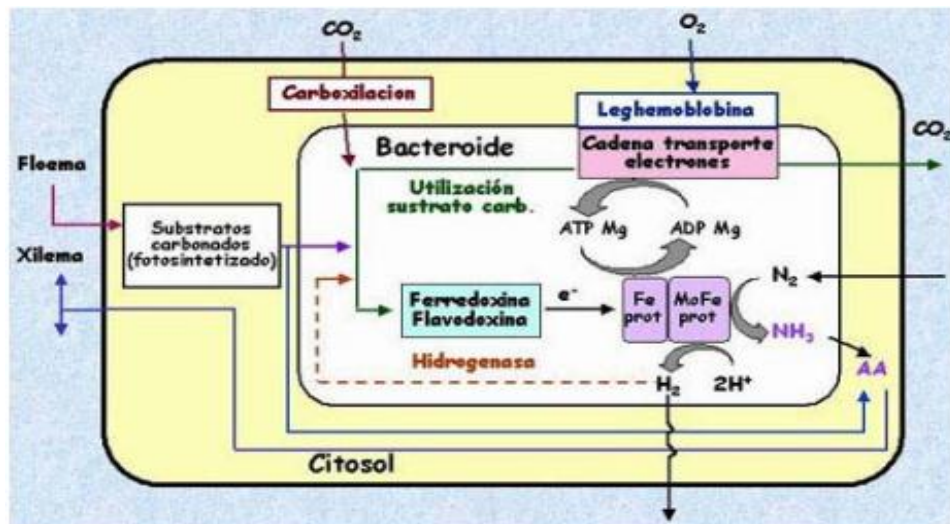 CO2
O2
Carboxilacion
Leghemoblobina
CO2
Bacteroide
Cadena transporte
electrones
Floema
Utilización
sustrato carb.
Substratos
carbonados
(fotosintetizado)
ATP Mg
ADP Mg
Xilema
N2
Ferredoxina
Flavodoxina
e-
Fe
prot
MoFe
prot
NH3
Hidrogenasa
H2
2H+
AA
Citosol